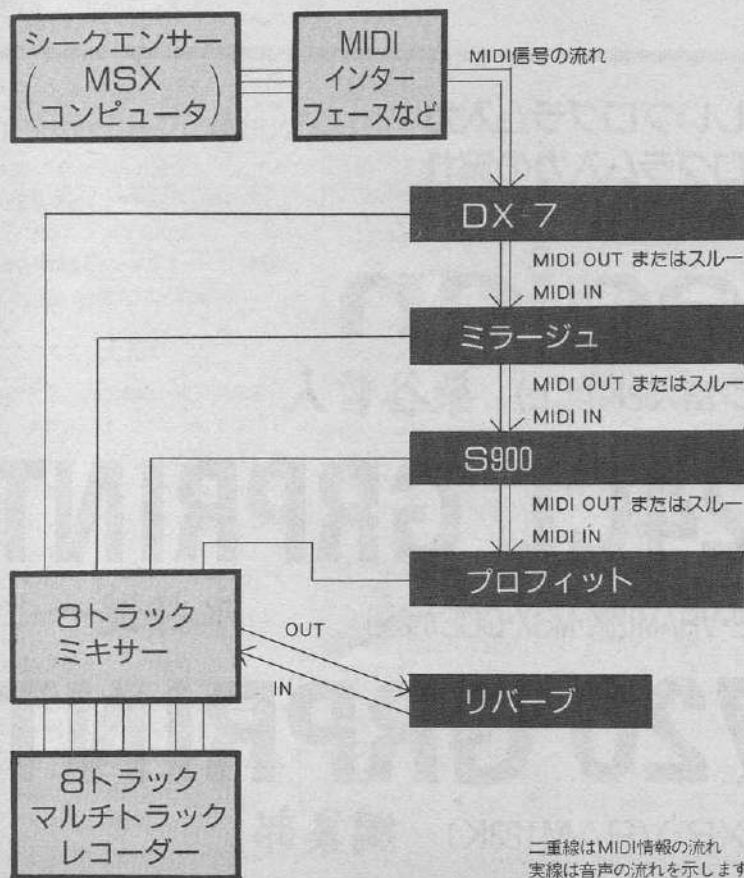 シークエンサー
(MSX
コンピュータ)
MIDI
インター
フェースなど
MIDI信号の流れ
DX-7
MIDI OUT またはスルー
MIDI IN
ミラージュ
MIDI OUT またはスルー
MIDI IN
S900
MIDI OUT またはスルー
MIDI IN
プロフィット
8トラック
ミキサー
OUT
IN
リバーブ
8トラック
マルチトラック
レコーダー
二重線はMIDI情報の流れ
実線は音声の流れを示します